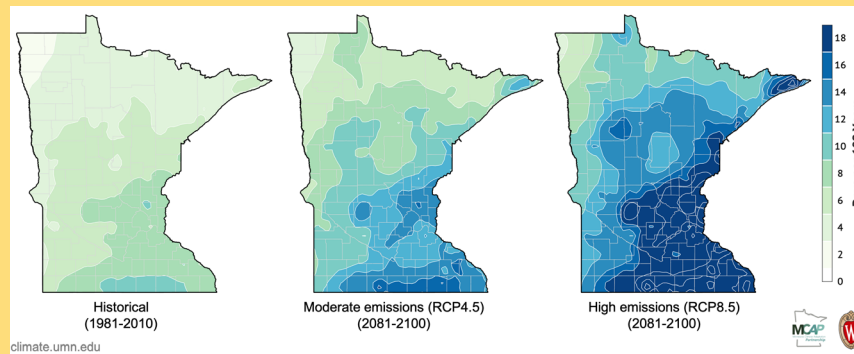 Historical
(1981-2010)
Moderate emissions (RCP4.5)
(2081-2100)
High emissions (RCP8.5)
(2081-2100)
18
16
14
12
10
8
6
4
2
0
MCAP
Partnership
W
climate.umn.edu